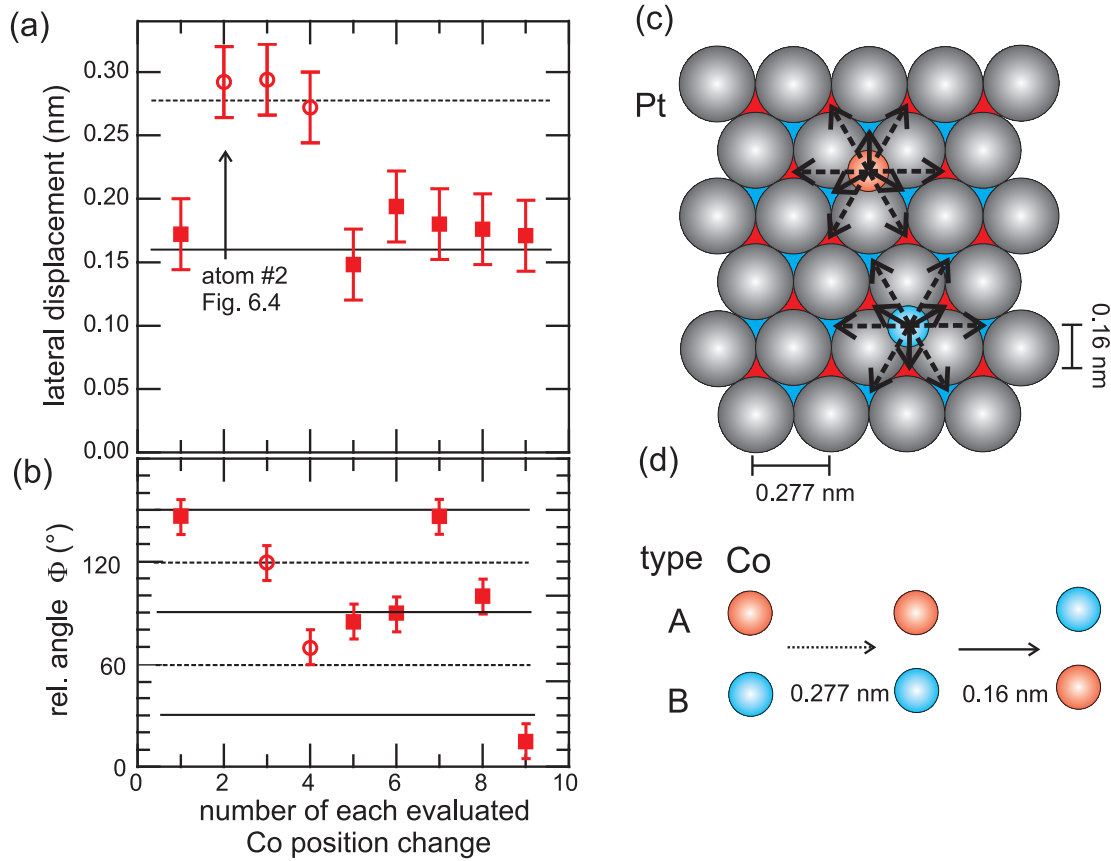 (a)
0.30
0.25
0.20
0.15
0.10
0.05
0.00
lateral displacement (nm)
atom #2
Fig. 6.4
(b)
120
60
0
rel. angle Φ (°)
0 2 4 6 8 10
number of each evaluated
Co position change
(c)
Pt
0.16 nm
0.277 nm
(d)
type Co
A
B
0.277 nm 0.16 nm